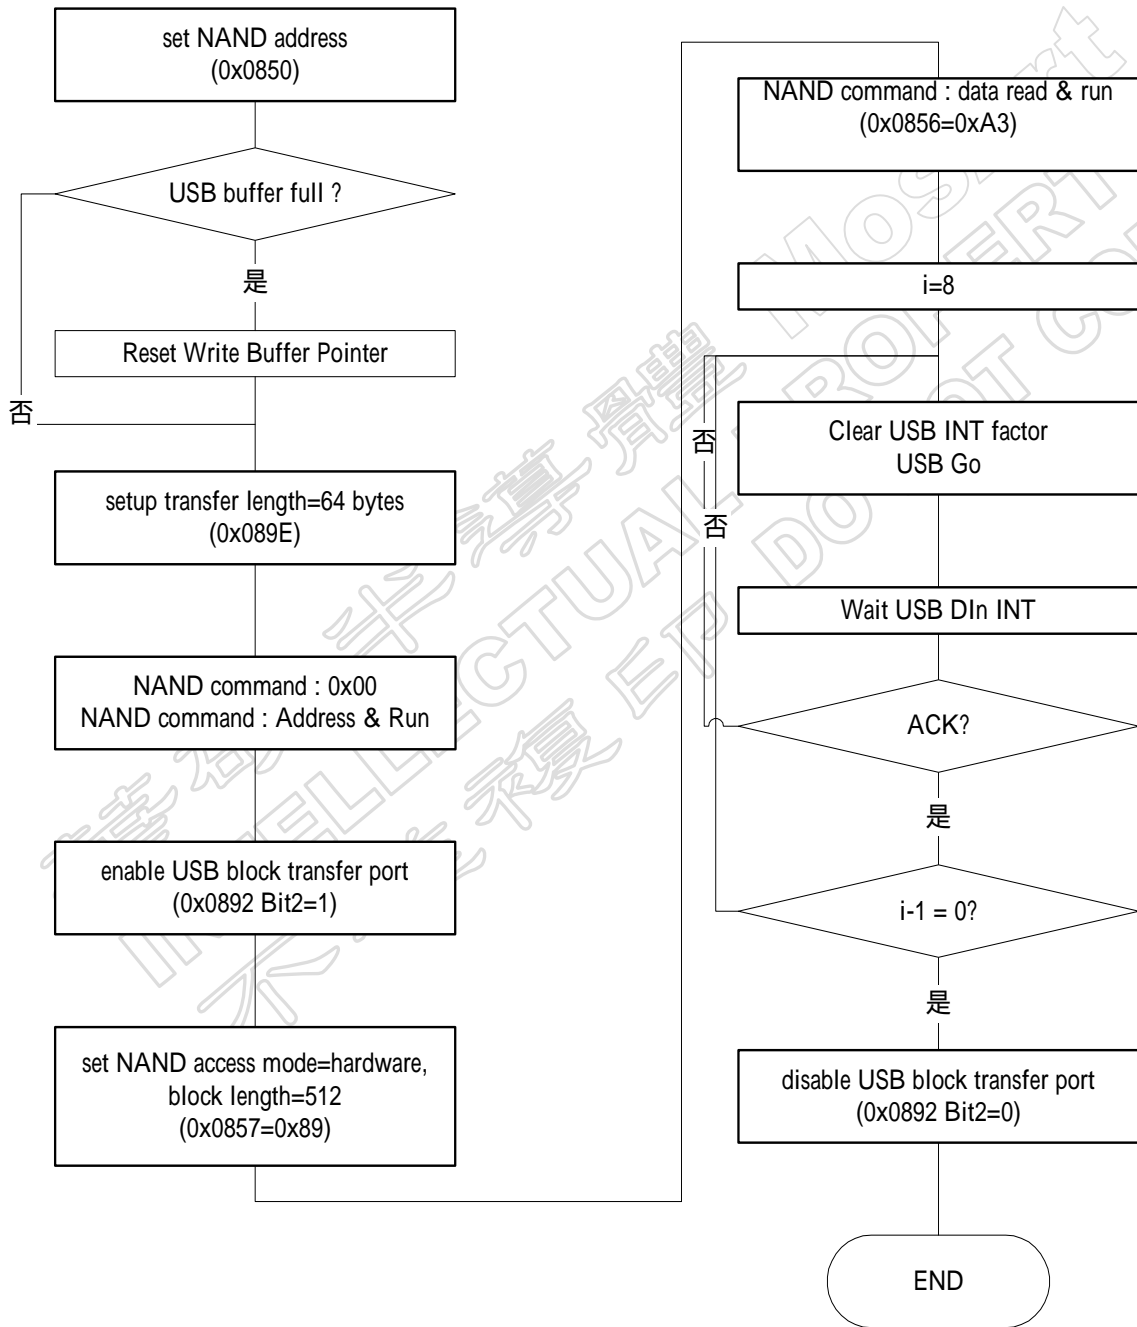 set NAND address
(0x0850)
USB buffer full ?
是
Reset Write Buffer Pointer
否
setup transfer length=64 bytes
(0x089E)
NAND command : 0x00
NAND command : Address & Run
enable USB block transfer port
(0x0892 Bit2=1)
set NAND access mode=hardware,
block length=512
(0x0857=0x89)
NAND command : data read & run
(0x0856=0xA3)
i=8
否
否
Clear USB INT factor
USB Go
Wait USB DIn INT
ACK?
是
i-1 = 0?
是
disable USB block transfer port
(0x0892 Bit2=0)
END